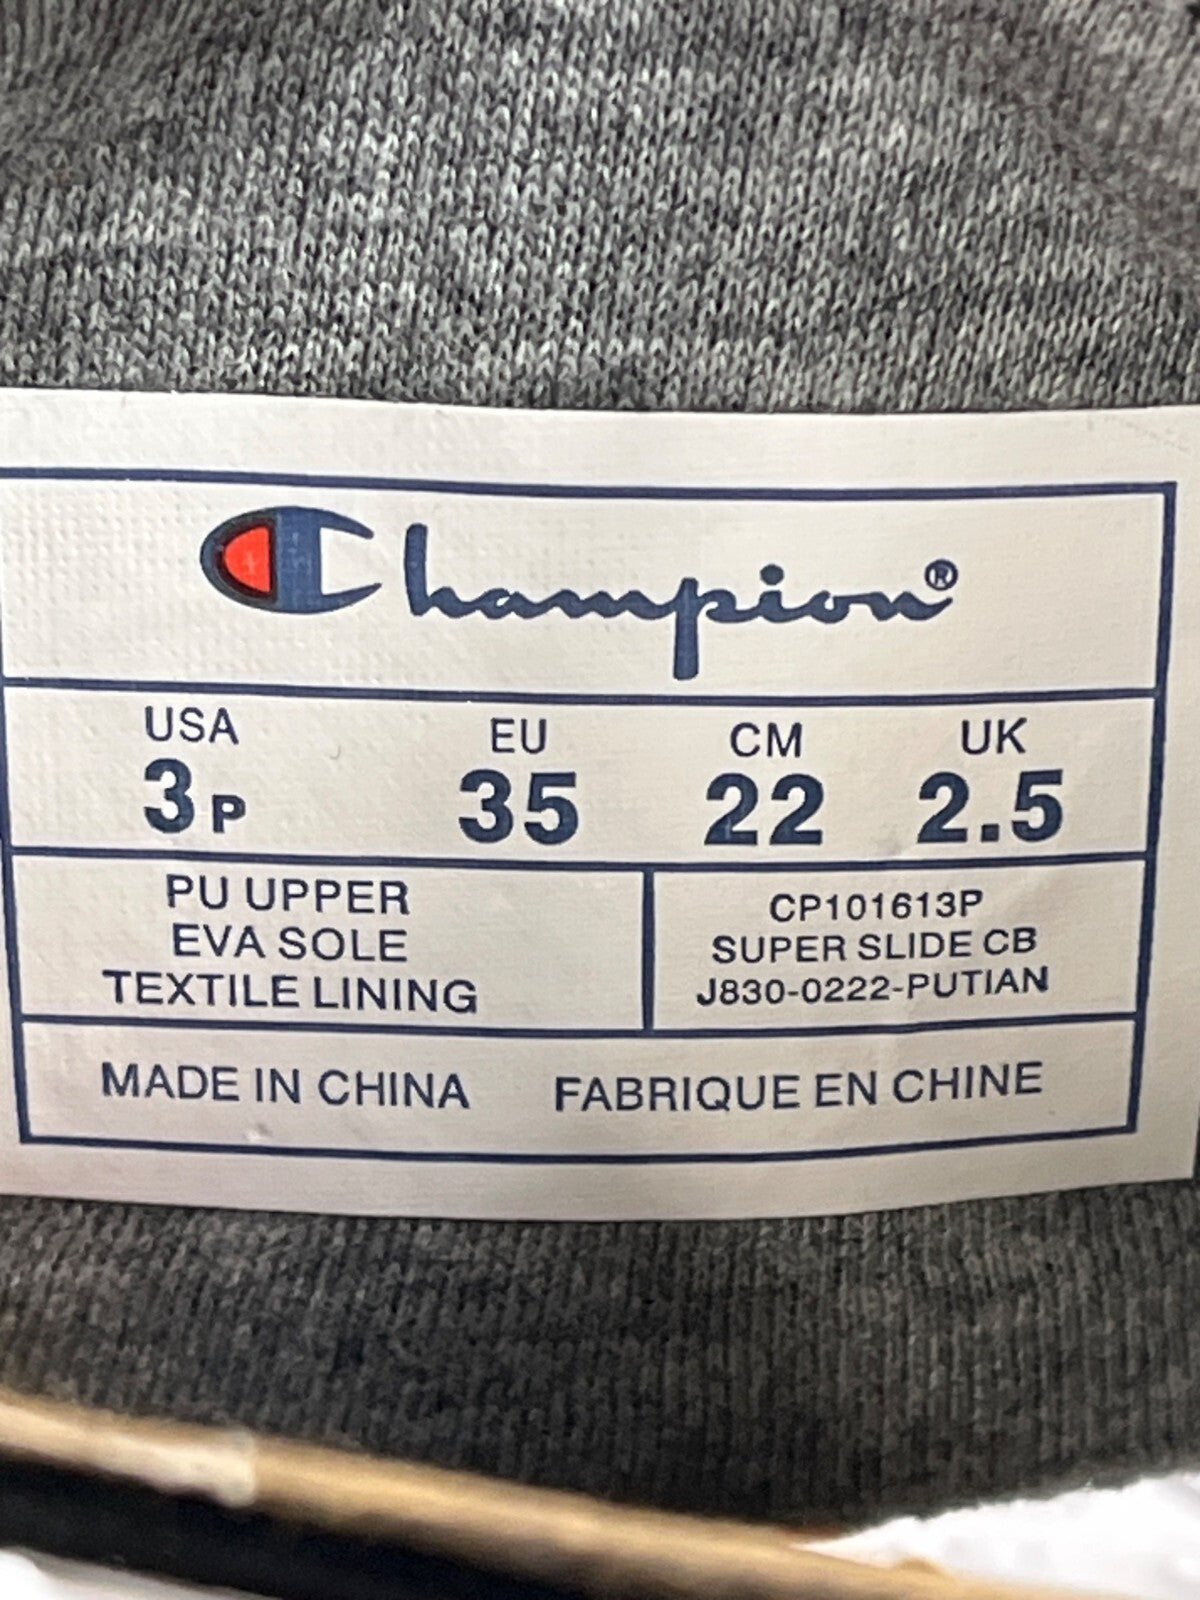 Champion®
USA EU CM UK
3P 35 22 2.5
PU UPPER
EVA SOLE
TEXTILE LINING
CP101613P
SUPER SLIDE CB
J830-0222-PUTIAN
MADE IN CHINA FABRIQUE EN CHINE